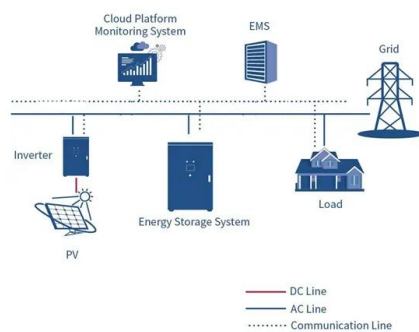 Cloud Platform
Monitoring System
EMS
Grid
Inverter
Energy Storage System
Load
PV
DC Line
AC Line
Communication Line